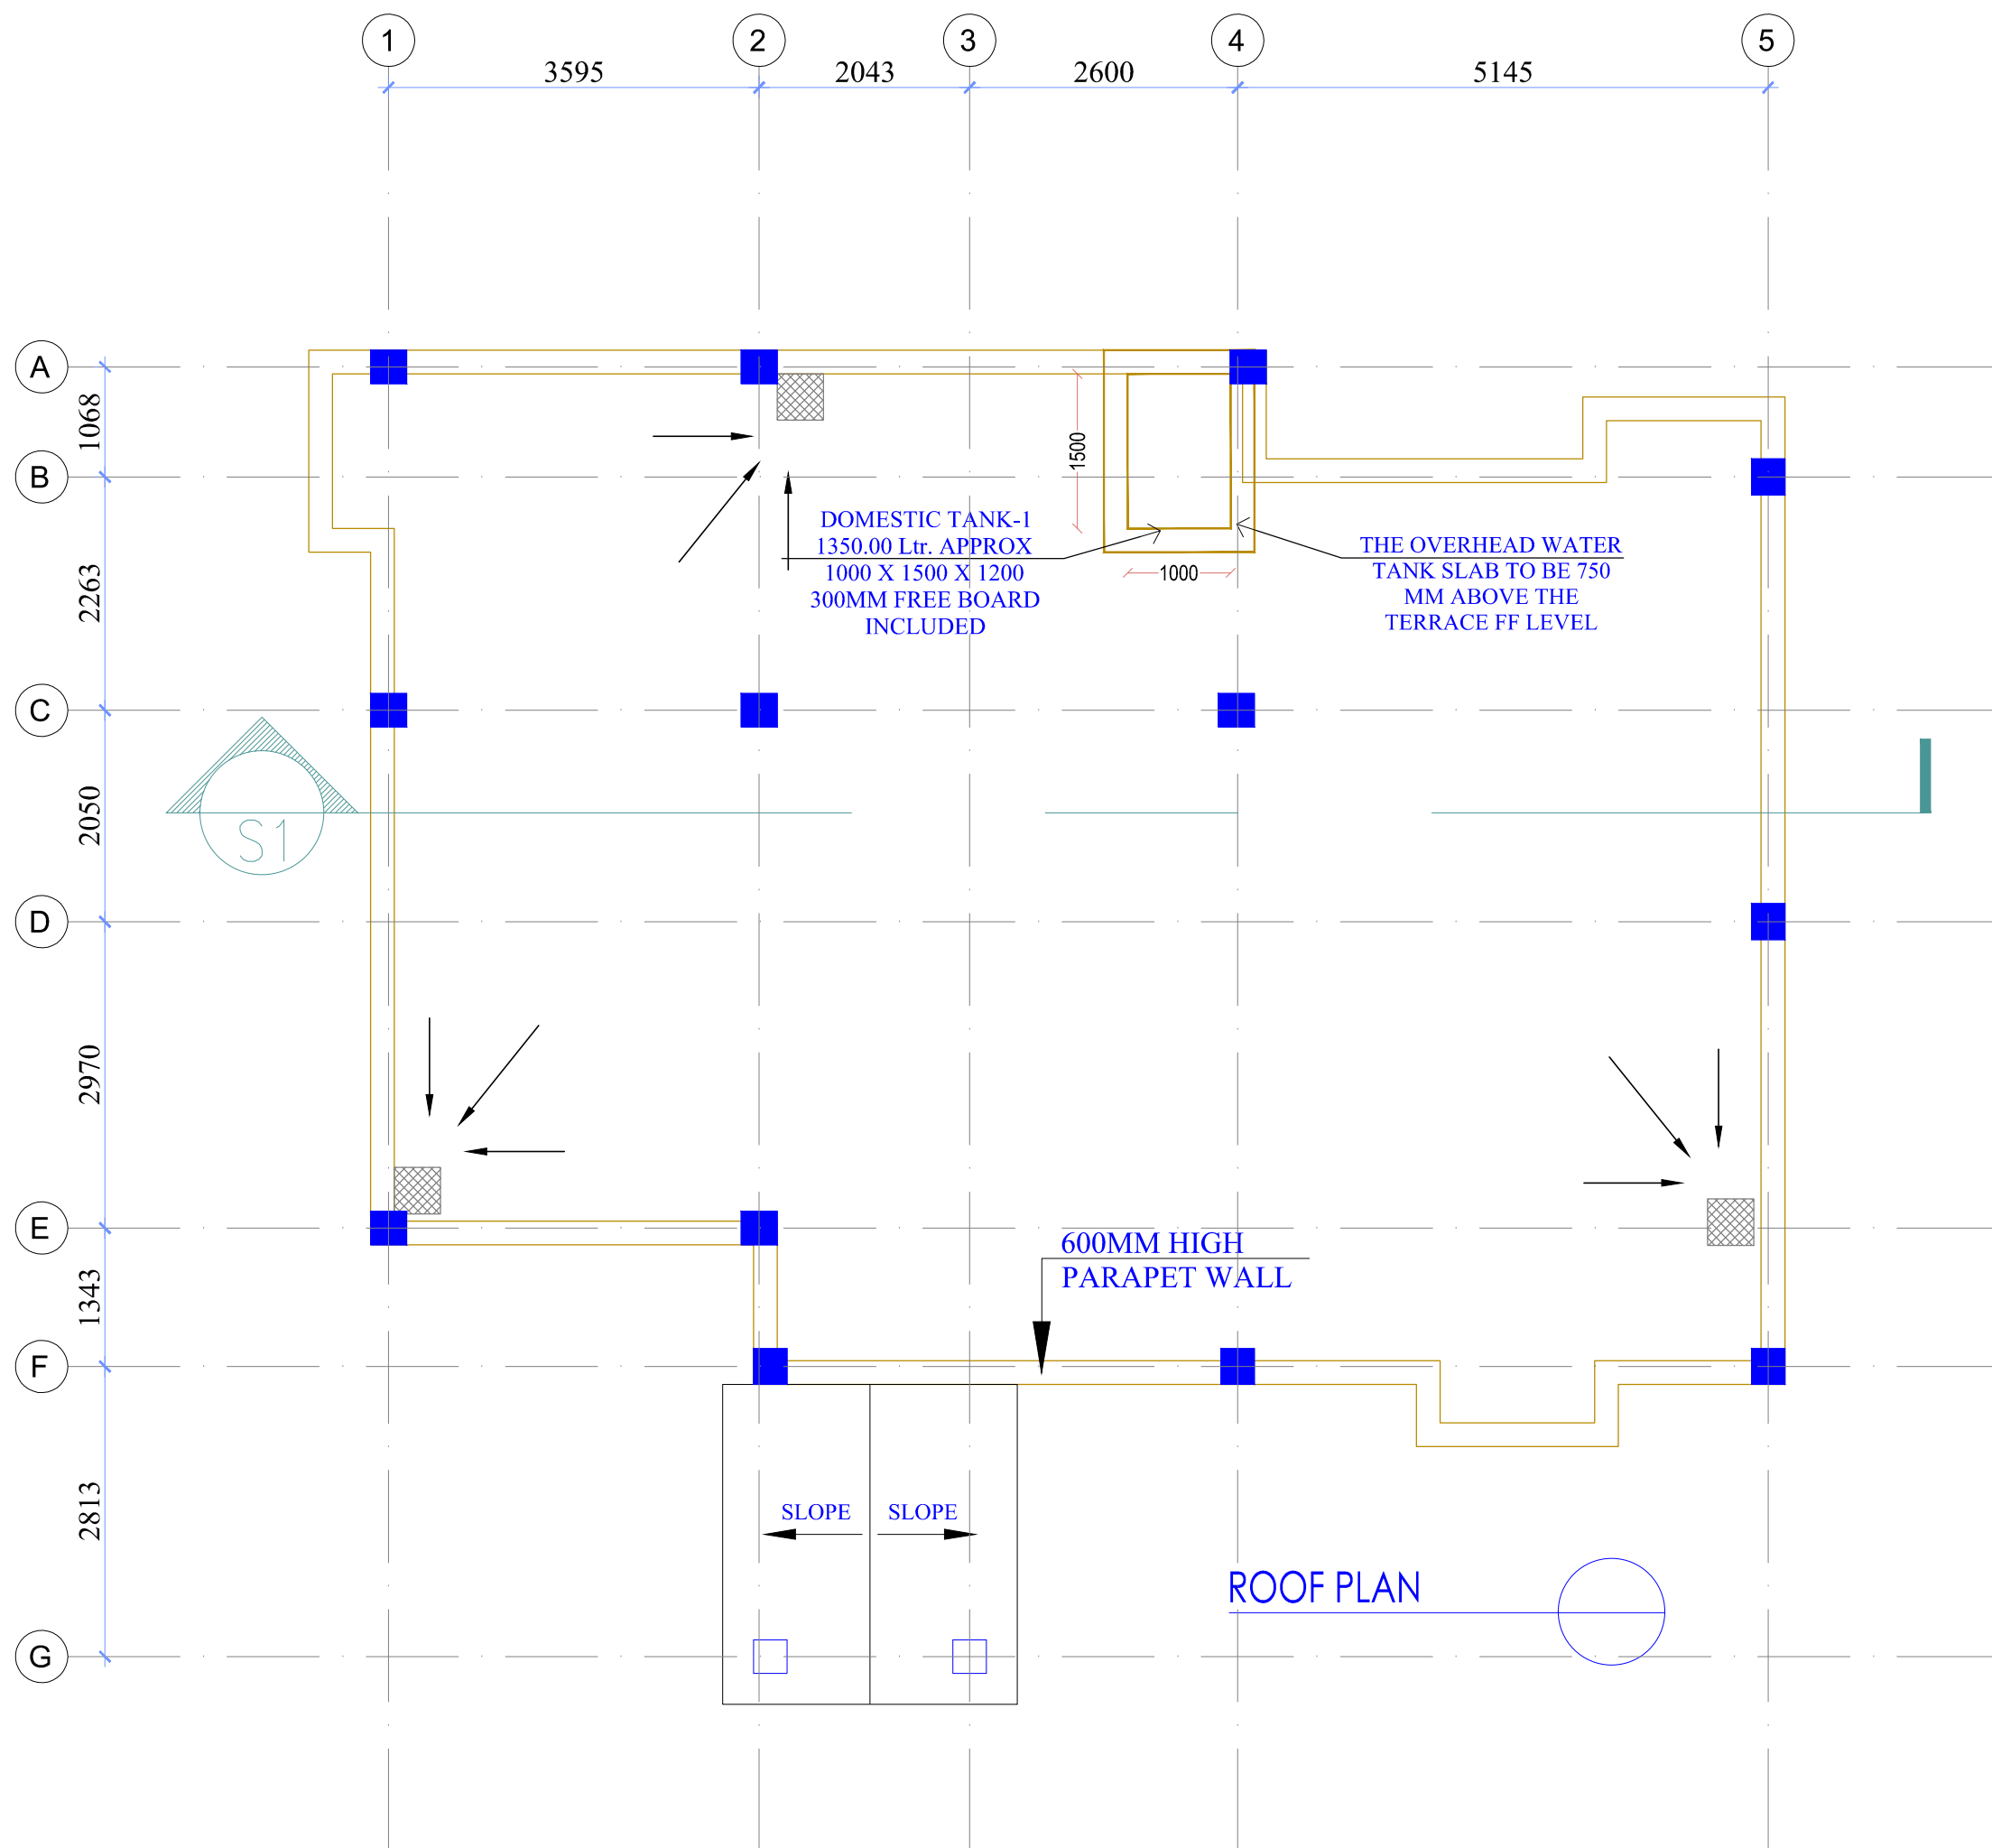 1
2
3
4
5
3595
2043
2600
5145
A
1068
B
2263
C
2050
D
2970
E
1343
F
2813
G
1500
1000
DOMESTIC TANK-1
1350.00 Ltr. APPROX
1000 X 1500 X 1200
300MM FREE BOARD
INCLUDED
THE OVERHEAD WATER
TANK SLAB TO BE 750
MM ABOVE THE
TERRACE FF LEVEL
S1
600MM HIGH
PARAPET WALL
SLOPE
SLOPE
ROOF PLAN